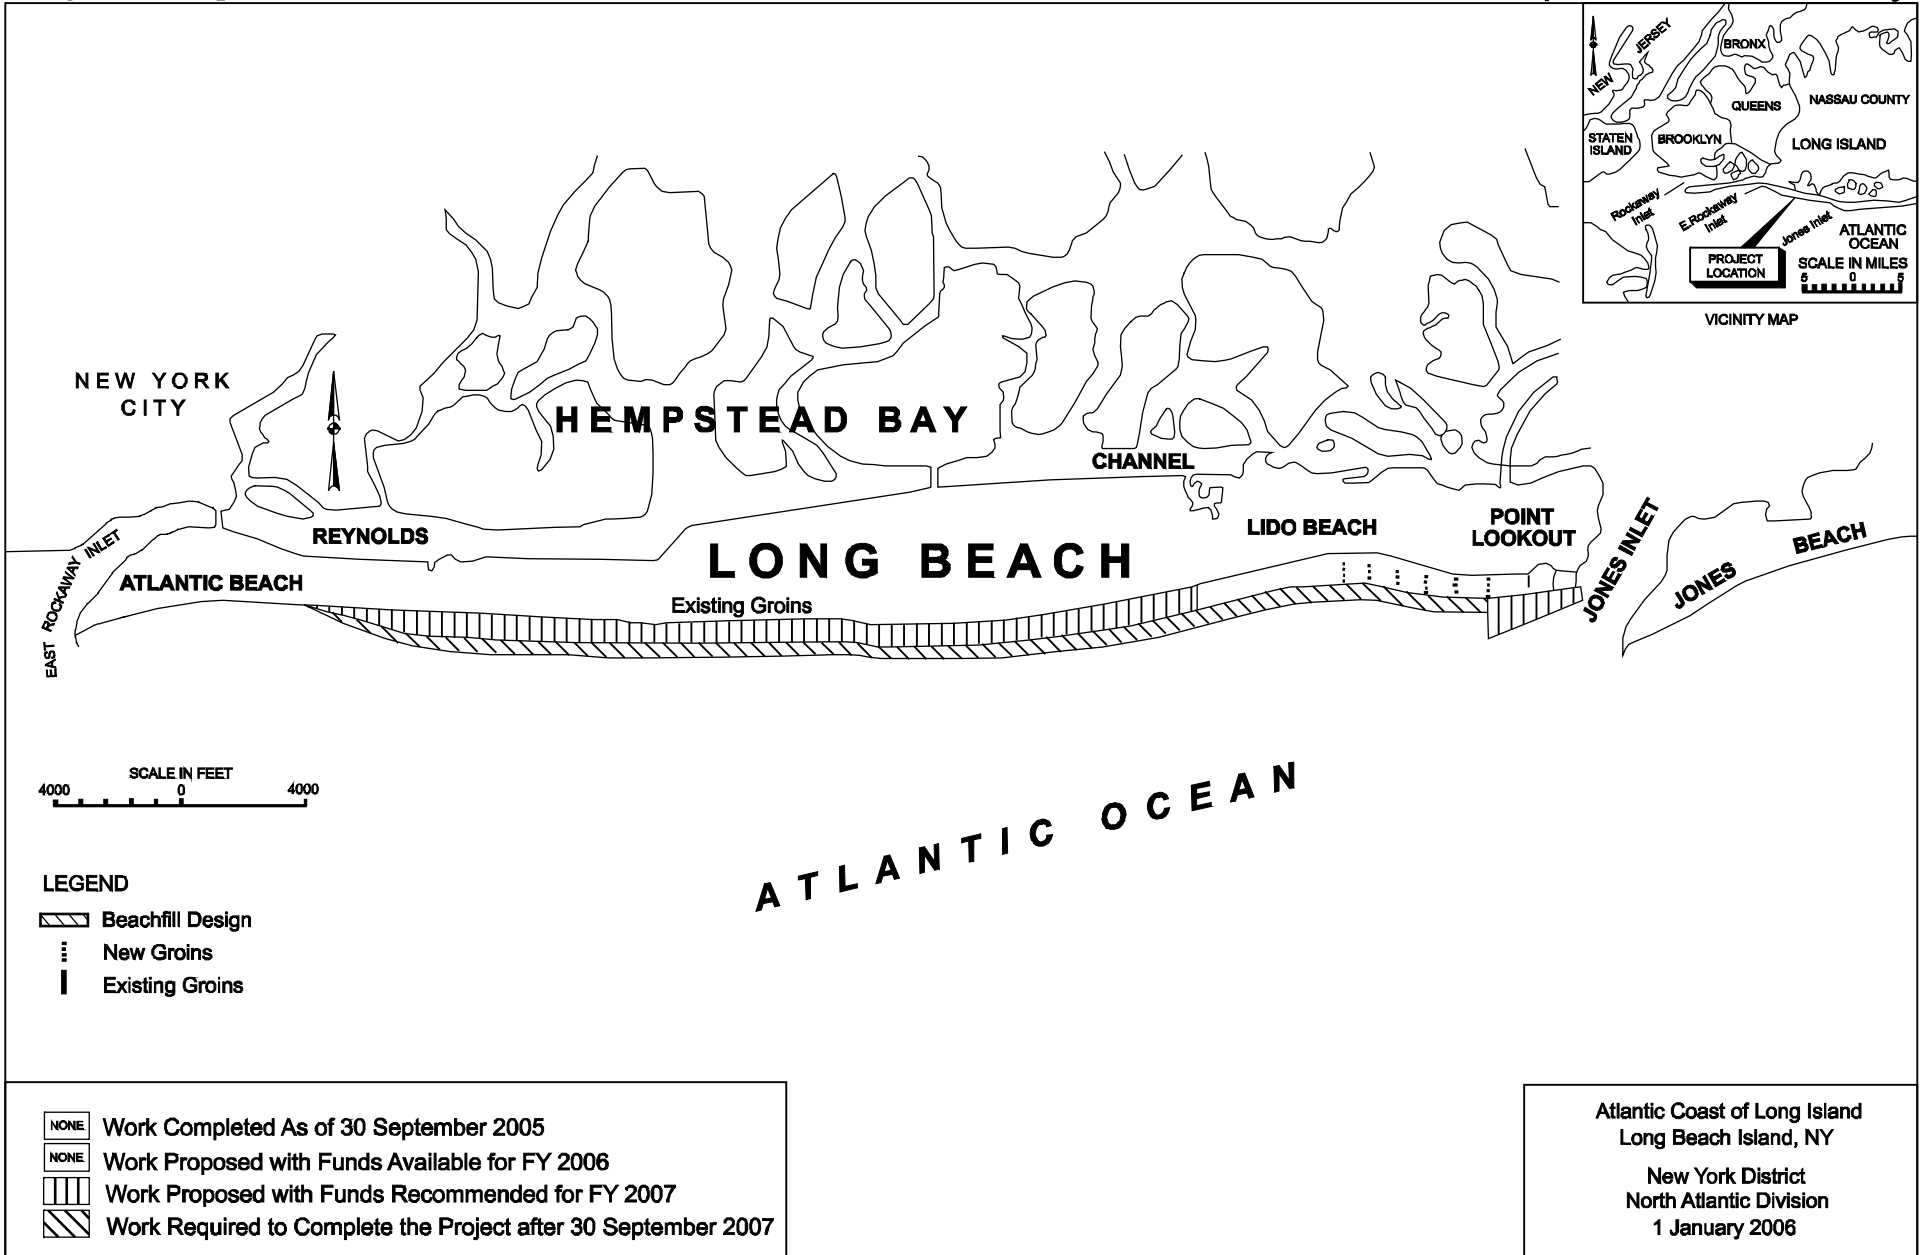 NEW JERSEY
BRONX
QUEENS
NASSAU COUNTY
STATEN
ISLAND
BROOKLYN
LONG ISLAND
Rockaway
Inlet
E.Rockaway
Inlet
Jones Inlet
ATLANTIC
OCEAN
PROJECT
LOCATION
SCALE IN MILES
5 0 5
VICINITY MAP
NEW YORK
CITY
HEMPSTEAD BAY
CHANNEL
REYNOLDS
LONG BEACH
LIDO BEACH
POINT
LOOKOUT
EAST ROCKAWAY INLET
ATLANTIC BEACH
Existing Groins
JONES INLET
JONES BEACH
ATLANTIC OCEAN
SCALE IN FEET
4000 0 4000
LEGEND
Beachfill Design
New Groins
Existing Groins
NONE Work Completed As of 30 September 2005
NONE Work Proposed with Funds Available for FY 2006
Work Proposed with Funds Recommended for FY 2007
Work Required to Complete the Project after 30 September 2007
Atlantic Coast of Long Island
Long Beach Island, NY
New York District
North Atlantic Division
1 January 2006